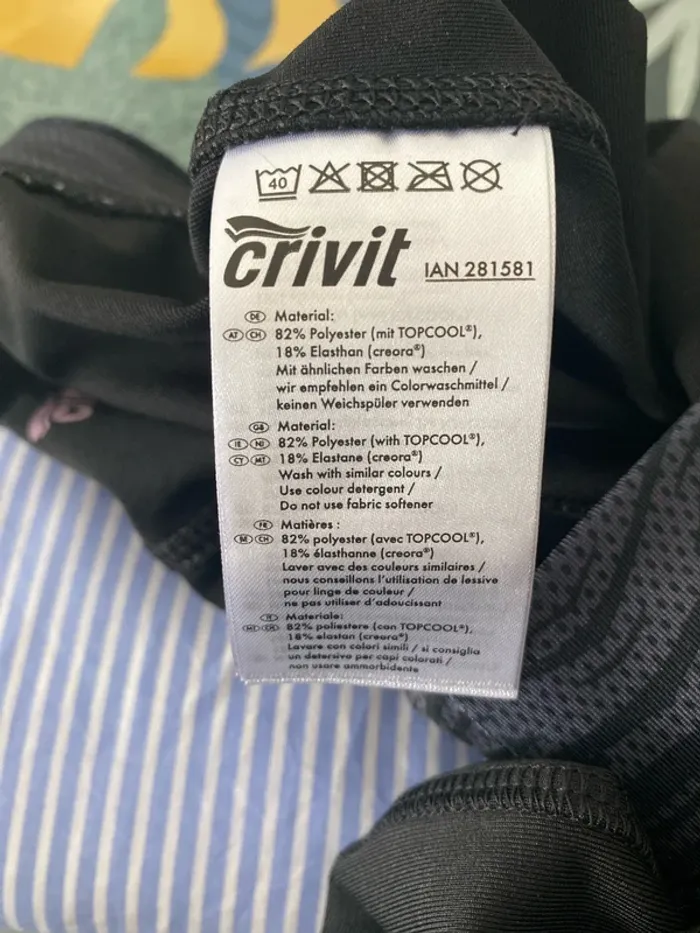 40
crivit IAN 281581
DE Material:
AT CH 82% Polyester (mit TOPCOOL®),
18% Elasthan (creora®)
Mit ähnlichen Farben waschen /
wir empfehlen ein Colorwaschmittel /
keinen Weichspüler verwenden
GB Material:
IE NI 82% Polyester (with TOPCOOL®),
CY MT 18% Elastane (creora®)
Wash with similar colours /
Use colour detergent /
Do not use fabric softener
FR Matières :
CH 82% polyester (avec TOPCOOL®),
18% élasthanne (creora®)
Laver avec des couleurs similaires /
nous conseillons l'utilisation de lessive
pour linge de couleur /
ne pas utiliser d'adoucissant
IT Materiale:
MT CH 82% poliestere (con TOPCOOL®),
18% elastan (creora®)
Lavare con colori simili / si consiglia
un detersivo per capi colorati /
non usare ammorbidente